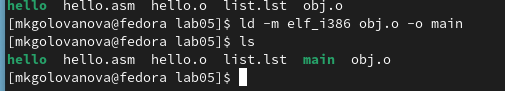 hello hello.asm hello.o list.lst obj.o
[mkgolovanova@fedora lab05]$ ld -m elf_i386 obj.o -o main
[mkgolovanova@fedora lab05]$ ls
hello hello.asm hello.o list.lst main obj.o
[mkgolovanova@fedora lab05]$